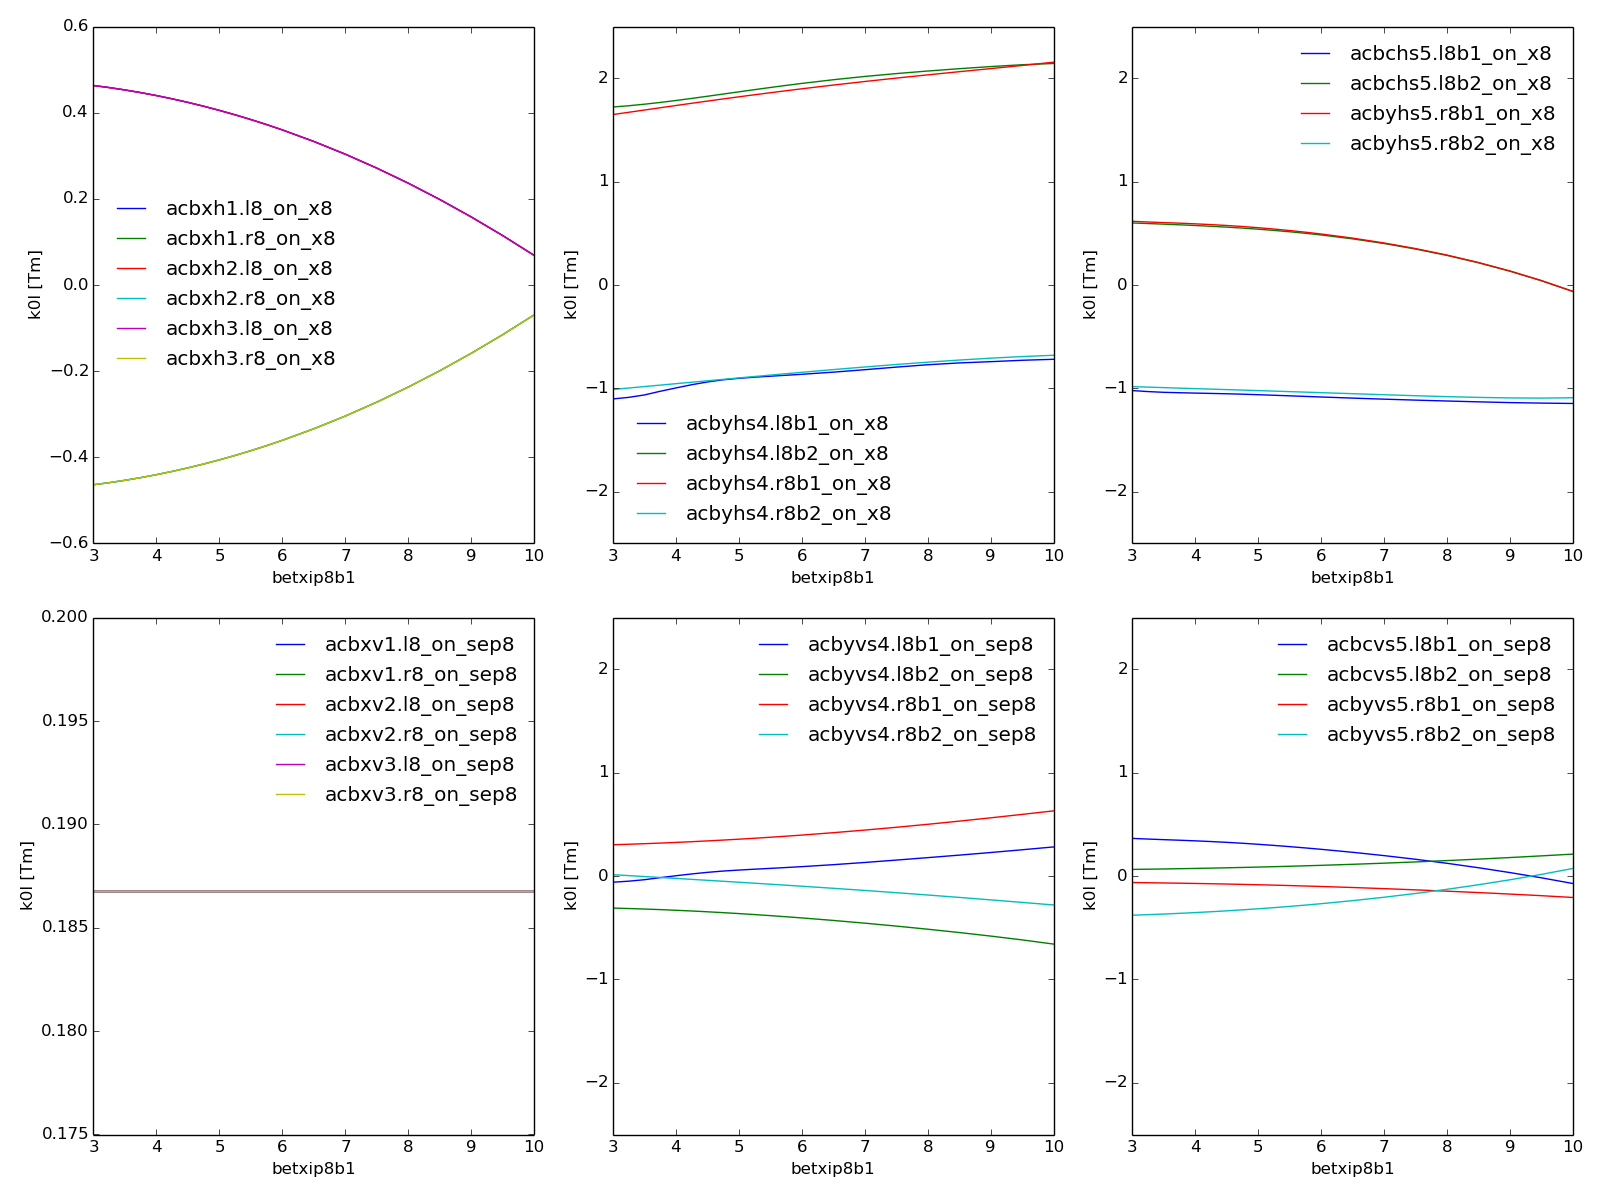 0.6
0.4
0.2
0.0
−0.2
−0.4
−0.6
k0l [Tm]
acbxh1.l8_on_x8
acbxh1.r8_on_x8
acbxh2.l8_on_x8
acbxh2.r8_on_x8
acbxh3.l8_on_x8
acbxh3.r8_on_x8
3 4 5 6 7 8 9 10
betxip8b1
2
1
0
−1
−2
k0l [Tm]
acbyhs4.l8b1_on_x8
acbyhs4.l8b2_on_x8
acbyhs4.r8b1_on_x8
acbyhs4.r8b2_on_x8
3 4 5 6 7 8 9 10
betxip8b1
2
1
0
−1
−2
k0l [Tm]
acbchs5.l8b1_on_x8
acbchs5.l8b2_on_x8
acbyhs5.r8b1_on_x8
acbyhs5.r8b2_on_x8
3 4 5 6 7 8 9 10
betxip8b1
0.200
0.195
0.190
0.185
0.180
0.175
k0l [Tm]
acbxv1.l8_on_sep8
acbxv1.r8_on_sep8
acbxv2.l8_on_sep8
acbxv2.r8_on_sep8
acbxv3.l8_on_sep8
acbxv3.r8_on_sep8
3 4 5 6 7 8 9 10
betxip8b1
2
1
0
−1
−2
k0l [Tm]
acbyvs4.l8b1_on_sep8
acbyvs4.l8b2_on_sep8
acbyvs4.r8b1_on_sep8
acbyvs4.r8b2_on_sep8
3 4 5 6 7 8 9 10
betxip8b1
2
1
0
−1
−2
k0l [Tm]
acbcvs5.l8b1_on_sep8
acbcvs5.l8b2_on_sep8
acbyvs5.r8b1_on_sep8
acbyvs5.r8b2_on_sep8
3 4 5 6 7 8 9 10
betxip8b1